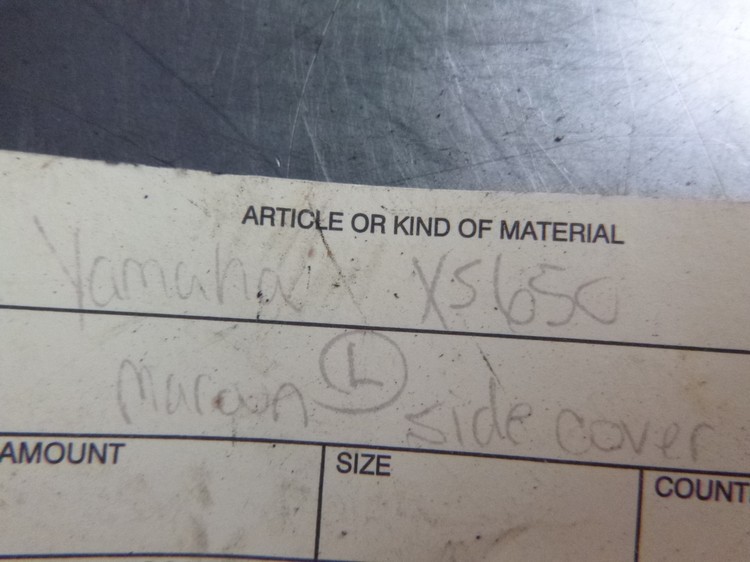 ARTICLE OR KIND OF MATERIAL
Yamaha XS650
Maroon L side cover
AMOUNT SIZE COUNT